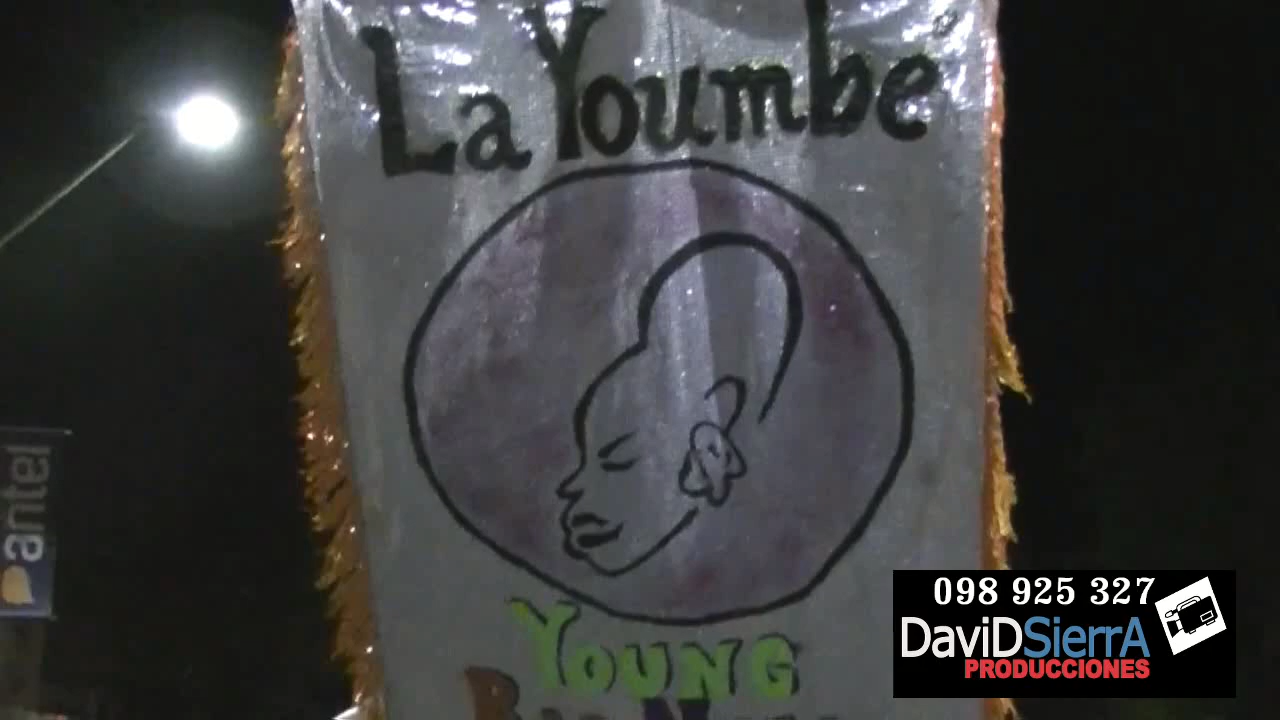 La Youmbe
YOUNG
antel
098 925 327
DaviDSierrA
PRODUCCIONES